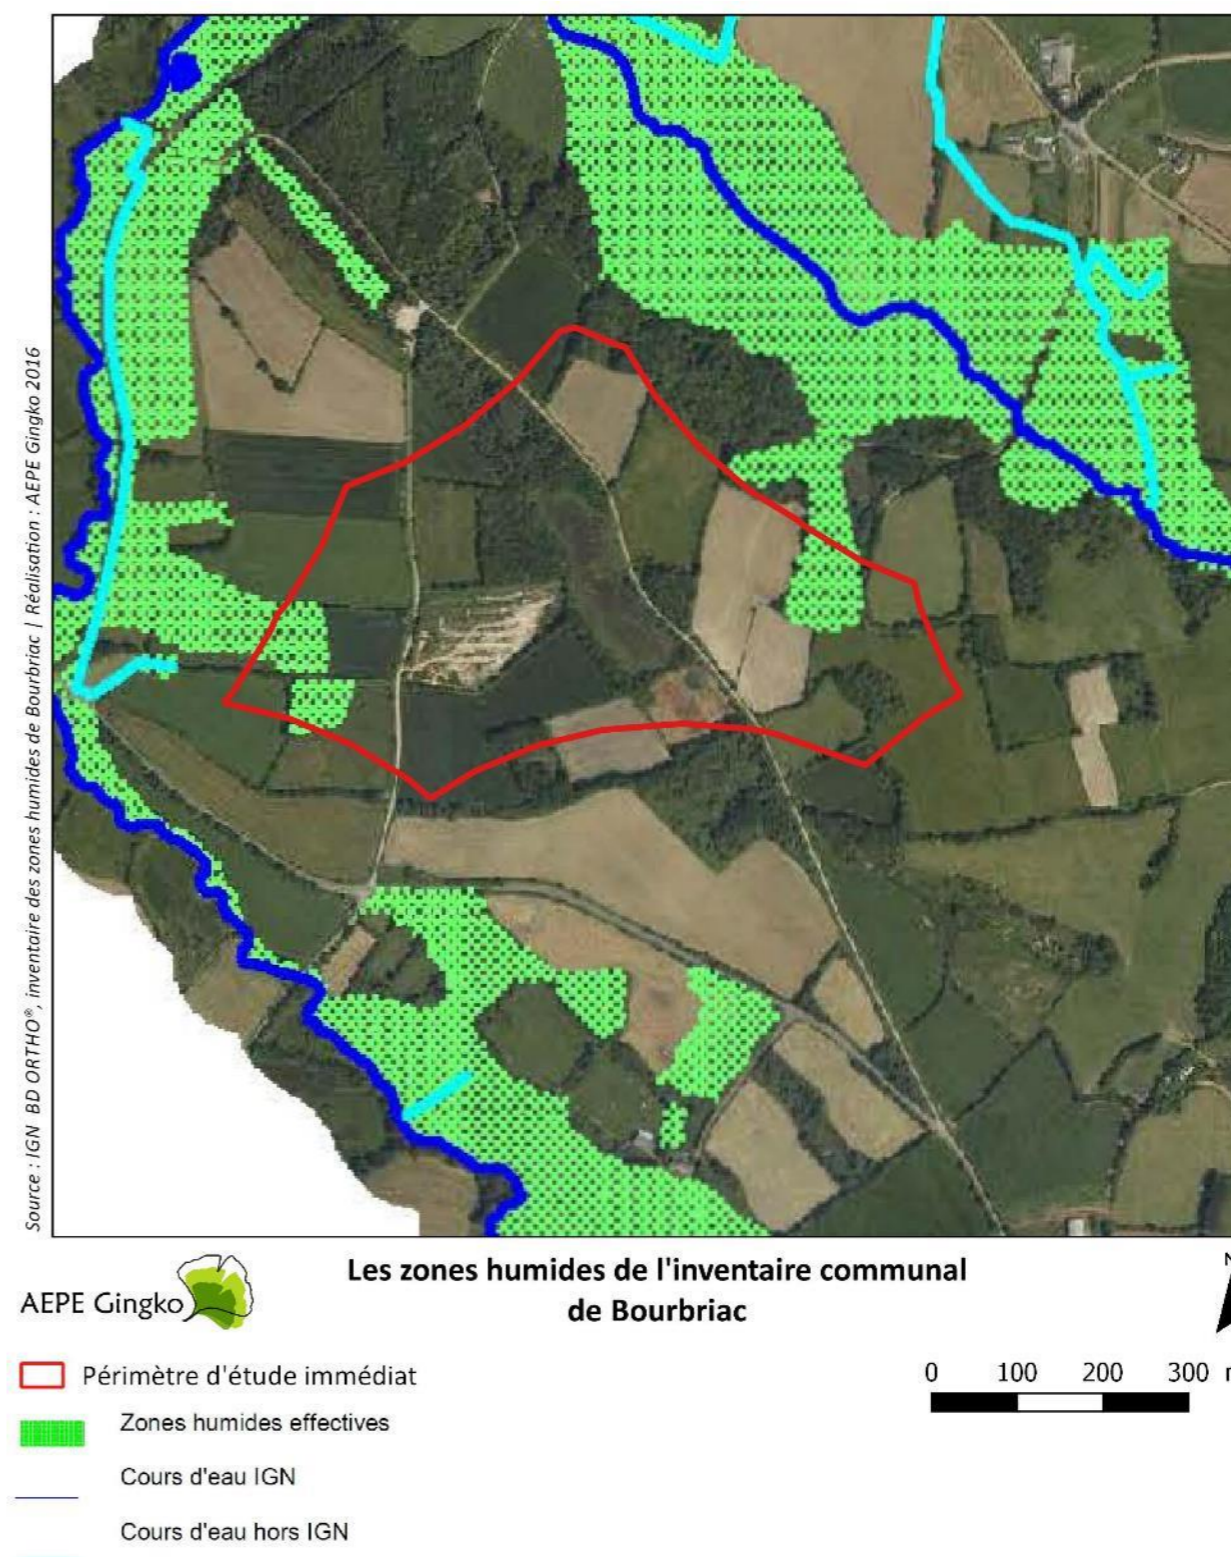 Source : IGN BD ORTHO®, inventaire des zones humides de Bourbriac | Réalisation : AEPE Gingko 2016
AEPE Gingko
Les zones humides de l'inventaire communal
de Bourbriac
N
Périmètre d'étude immédiat
0 100 200 300
Zones humides effectives
Cours d'eau IGN
Cours d'eau hors IGN